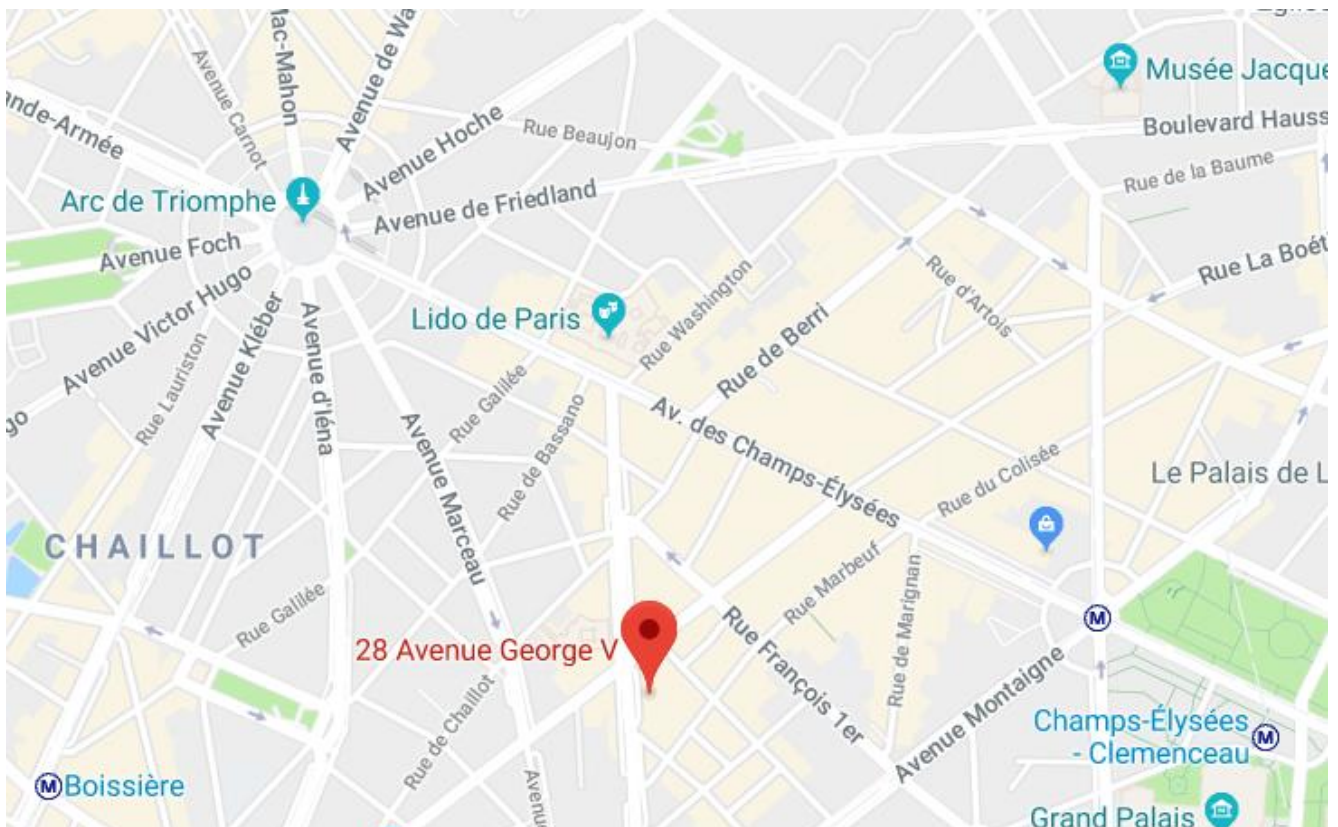 Avenue Carnot
Mac-Mahon
Avenue de Wa
Musée Jacque
ande-Armée
Avenue Hoche
Rue Beaujon
Boulevard Hauss
Rue de la Baume
Arc de Triomphe
Avenue de Friedland
Avenue Foch
Rue La Boéti
Avenue Victor Hugo
Avenue Kléber
Rue Lauriston
Avenue d'Iéna
Lido de Paris
Rue Washington
Rue de Berri
Rue d'Artois
Rue Galilée
Rue de Bassano
Av. des Champs-Élysées
Avenue Marceau
go
Rue du Colisée
Le Palais de L
CHAILLOT
Rue Marbeuf
Rue de Marignan
Rue Galilée
28 Avenue George V
Rue François 1er
Rue de Chaillot
Avenue Montaigne
M
Champs-Élysées
- Clemenceau
M
M
Boissière
Avenue
Grand Palais